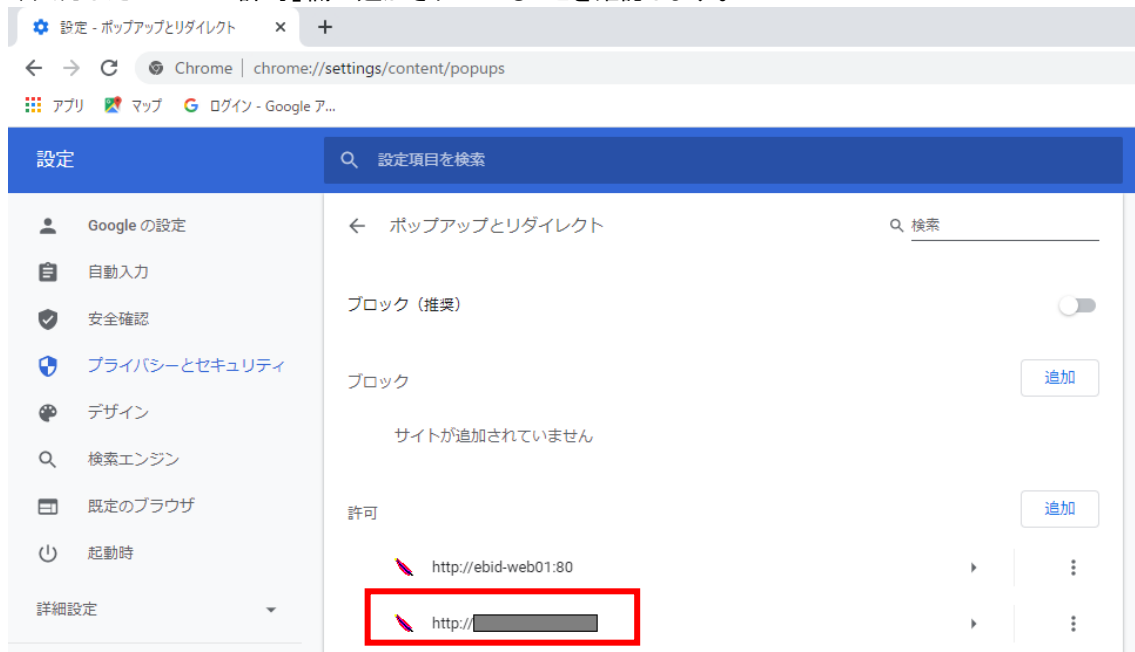 設定 - ポップアップとリダイレクト × +
Chrome | chrome://settings/content/popups
アプリ マップ G ログイン - Google ア...
設定
設定項目を検索
Google の設定
自動入力
安全確認
プライバシーとセキュリティ
デザイン
検索エンジン
既定のブラウザ
起動時
詳細設定
ポップアップとリダイレクト
検索
ブロック（推奨）
ブロック
追加
サイトが追加されていません
許可
追加
http://ebid-web01:80
http://